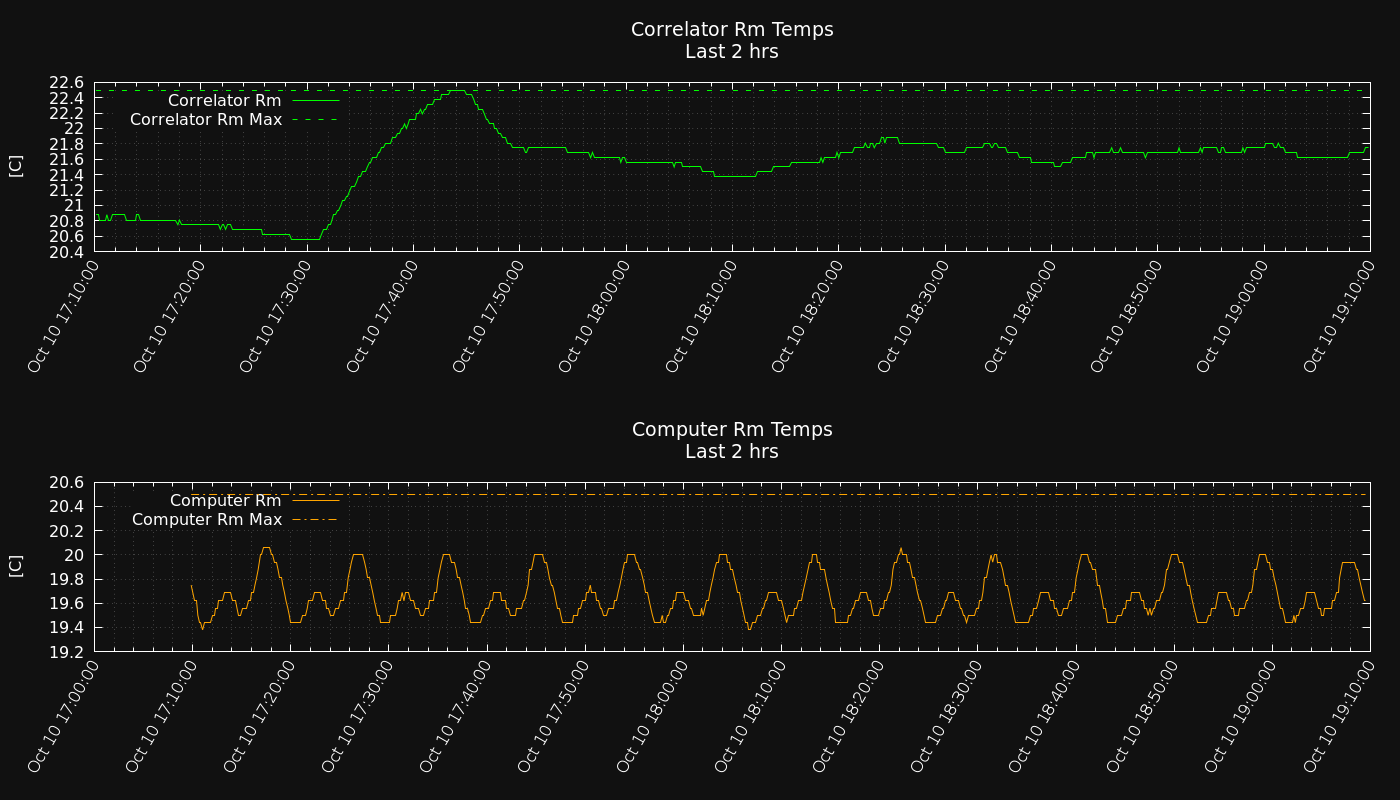 Correlator Rm Temps
Last 2 hrs
22.6
22.4
22.2
22
21.8
21.6
21.4
21.2
21
20.8
20.6
20.4
[C]
Correlator Rm
Correlator Rm Max
Oct 10 17:10:00
Oct 10 17:20:00
Oct 10 17:30:00
Oct 10 17:40:00
Oct 10 17:50:00
Oct 10 18:00:00
Oct 10 18:10:00
Oct 10 18:20:00
Oct 10 18:30:00
Oct 10 18:40:00
Oct 10 18:50:00
Oct 10 19:00:00
Oct 10 19:10:00
Computer Rm Temps
Last 2 hrs
20.6
20.4
20.2
20
19.8
19.6
19.4
19.2
[C]
Computer Rm
Computer Rm Max
Oct 10 17:00:00
Oct 10 17:10:00
Oct 10 17:20:00
Oct 10 17:30:00
Oct 10 17:40:00
Oct 10 17:50:00
Oct 10 18:00:00
Oct 10 18:10:00
Oct 10 18:20:00
Oct 10 18:30:00
Oct 10 18:40:00
Oct 10 18:50:00
Oct 10 19:00:00
Oct 10 19:10:00